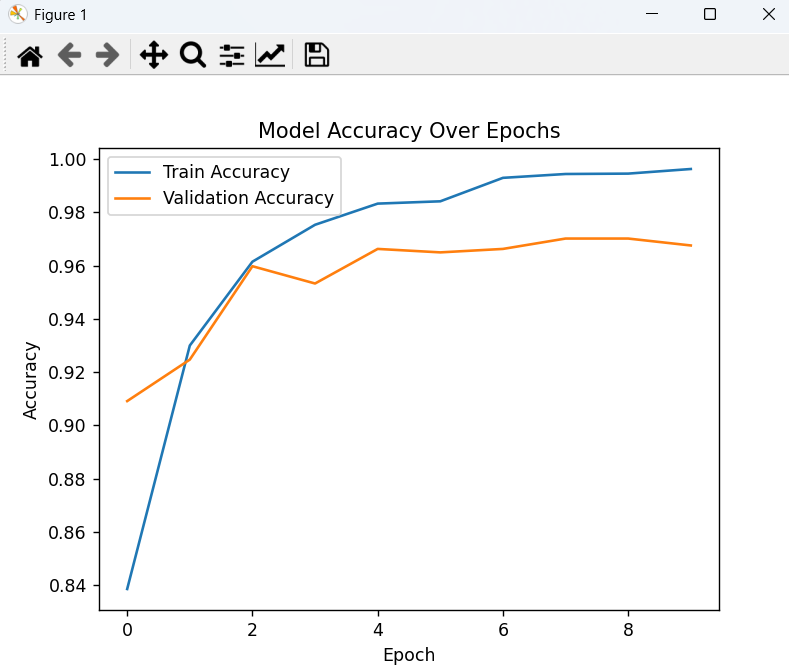 Figure 1
Model Accuracy Over Epochs
Train Accuracy
Validation Accuracy
1.00
0.98
0.96
0.94
0.92
0.90
0.88
0.86
0.84
Accuracy
0 2 4 6 8
Epoch